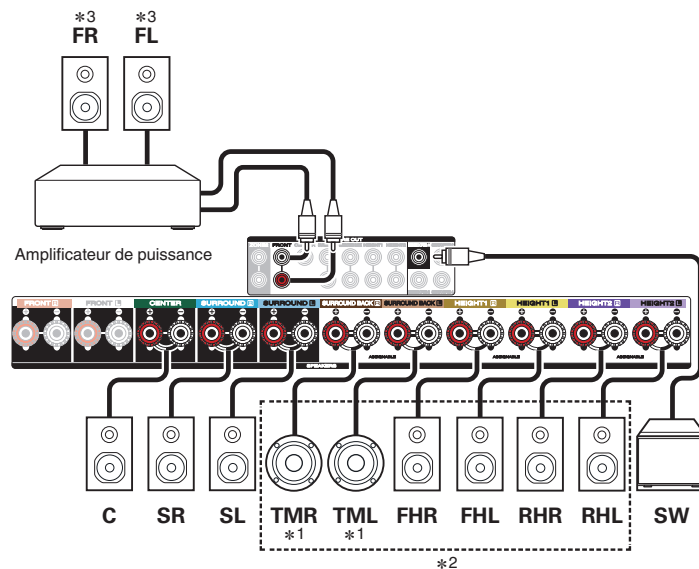 *3 *3
FR FL
Amplificateur de puissance
FRONT
FRONT R FRONT L CENTER SURROUND R SURROUND L SURROUND BACK R SURROUND BACK L HEIGHT1 R HEIGHT1 L HEIGHT2 R HEIGHT2 L
ASSIGNABLE ASSIGNABLE ASSIGNABLE
SPEAKERS
C SR SL TMR TML FHR FHL RHR RHL SW
*1 *1
*2